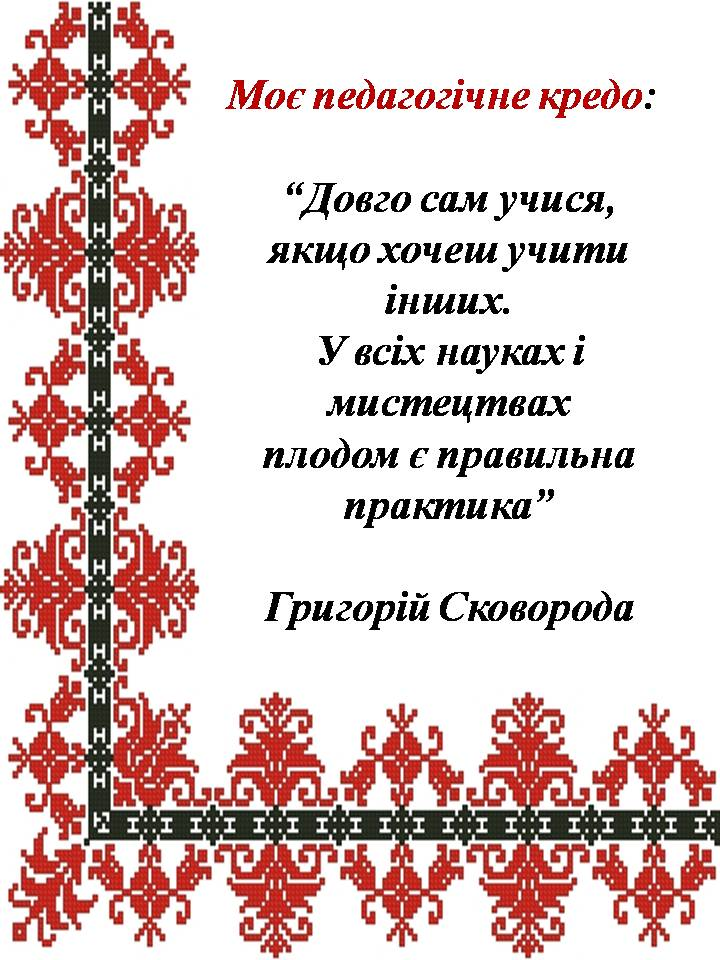 Моє педагогічне кредо:
“Довго сам учися,
якщо хочеш учити
інших.
У всіх науках і
мистецтвах
плодом є правильна
практика”
Григорій Сковорода